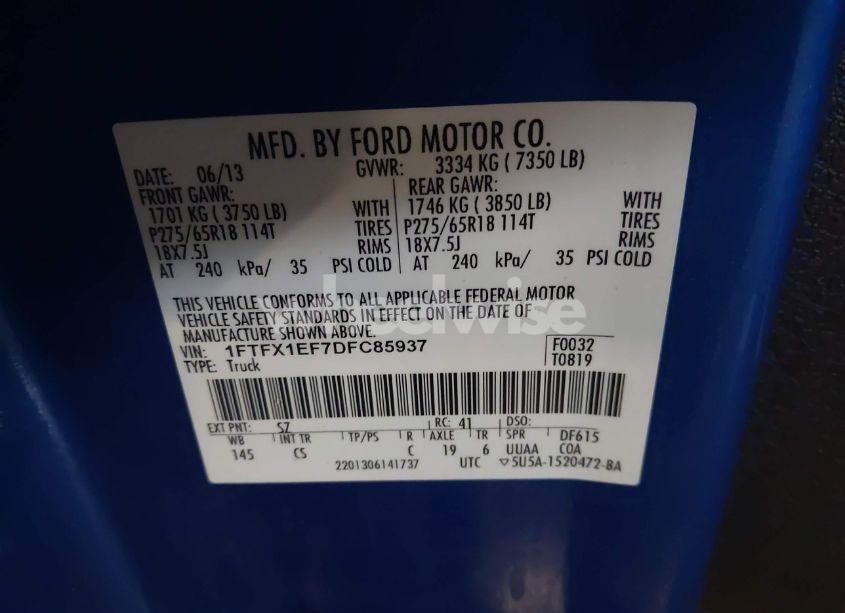 MFD. BY FORD MOTOR CO.
DATE: 06/13 GVWR: 3334 KG ( 7350 LB)
FRONT GAWR: REAR GAWR:
1701 KG ( 3750 LB) WITH 1746 KG ( 3850 LB) WITH
P275/65R18 114T TIRES P275/65R18 114T TIRES
18X7.5J RIMS 18X7.5J RIMS
AT 240 kPa/ 35 PSI COLD AT 240 kPa/ 35 PSI COLD
THIS VEHICLE CONFORMS TO ALL APPLICABLE FEDERAL MOTOR
VEHICLE SAFETY STANDARDS IN EFFECT ON THE DATE OF
MANUFACTURE SHOWN ABOVE.
VIN: 1FTFX1EF7DFC85937 F0032
TYPE: Truck T0819
EXT PNT: SZ RC: 41 DSO:
WB INT TR TP/PS R AXLE TR SPR DF615
145 CS C 19 6 UUAA COA
2201306141737 UTC ▽5U5A-1520472-BA